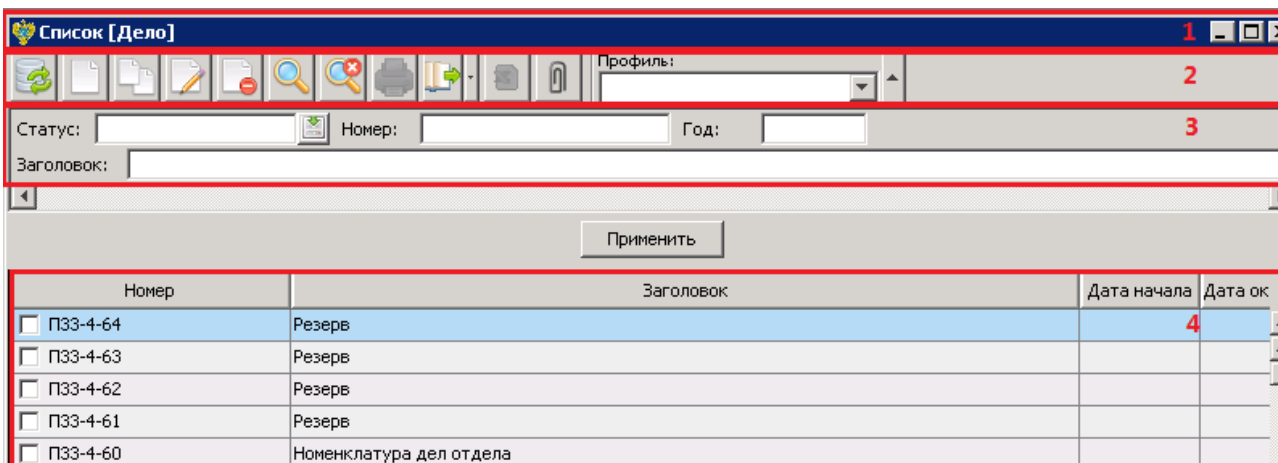 Список [Дело] 1
Профиль: 2
Статус: Номер: Год: 3
Заголовок:
Применить
Номер Заголовок Дата начала Дата ок
П33-4-64 Резерв 4
П33-4-63 Резерв
П33-4-62 Резерв
П33-4-61 Резерв
П33-4-60 Номенклатура дел отдела